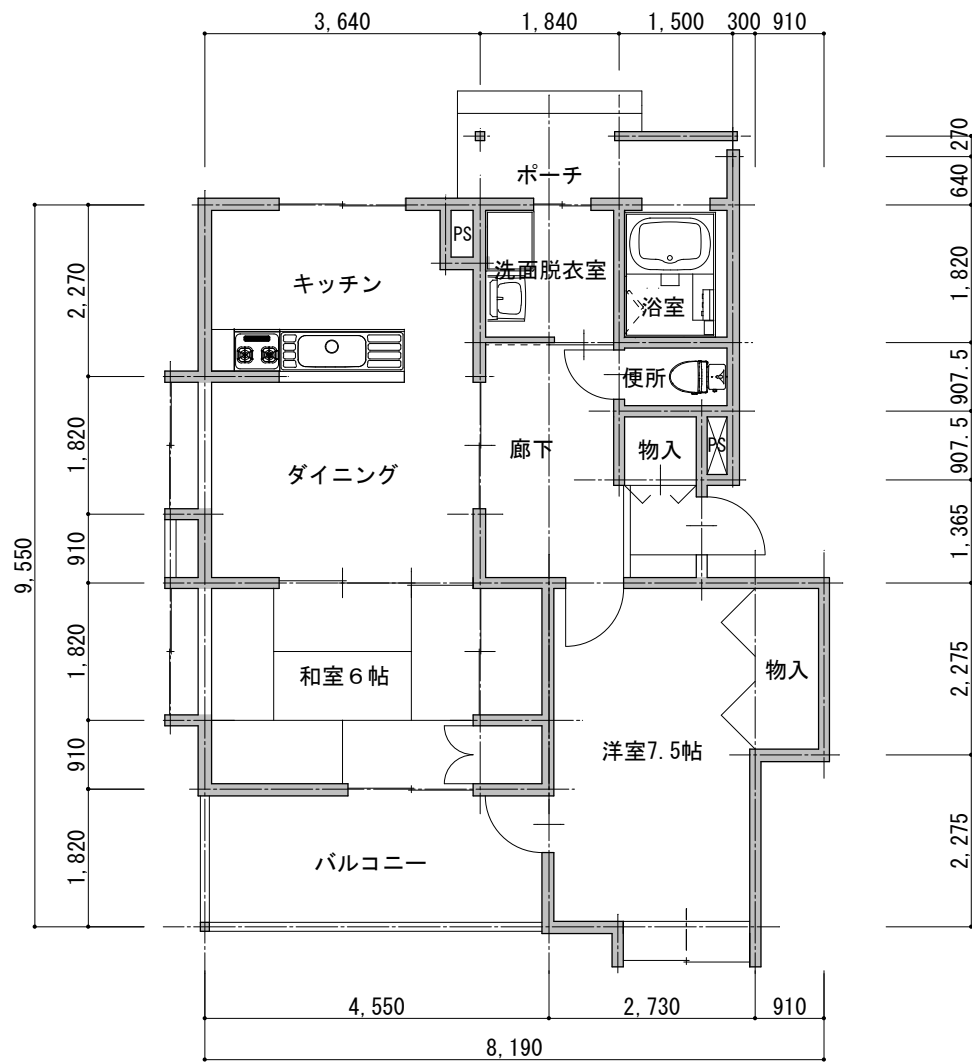 3,640
1,840
1,500
300
910
270
640
1,820
907.5
907.5
1,365
2,275
2,275
9,550
2,270
1,820
910
1,820
910
1,820
ポーチ
PS
洗面脱衣室
キッチン
浴室
便所
ダイニング
廊下
物入
PS
和室6帖
物入
洋室7.5帖
バルコニー
4,550
2,730
910
8,190